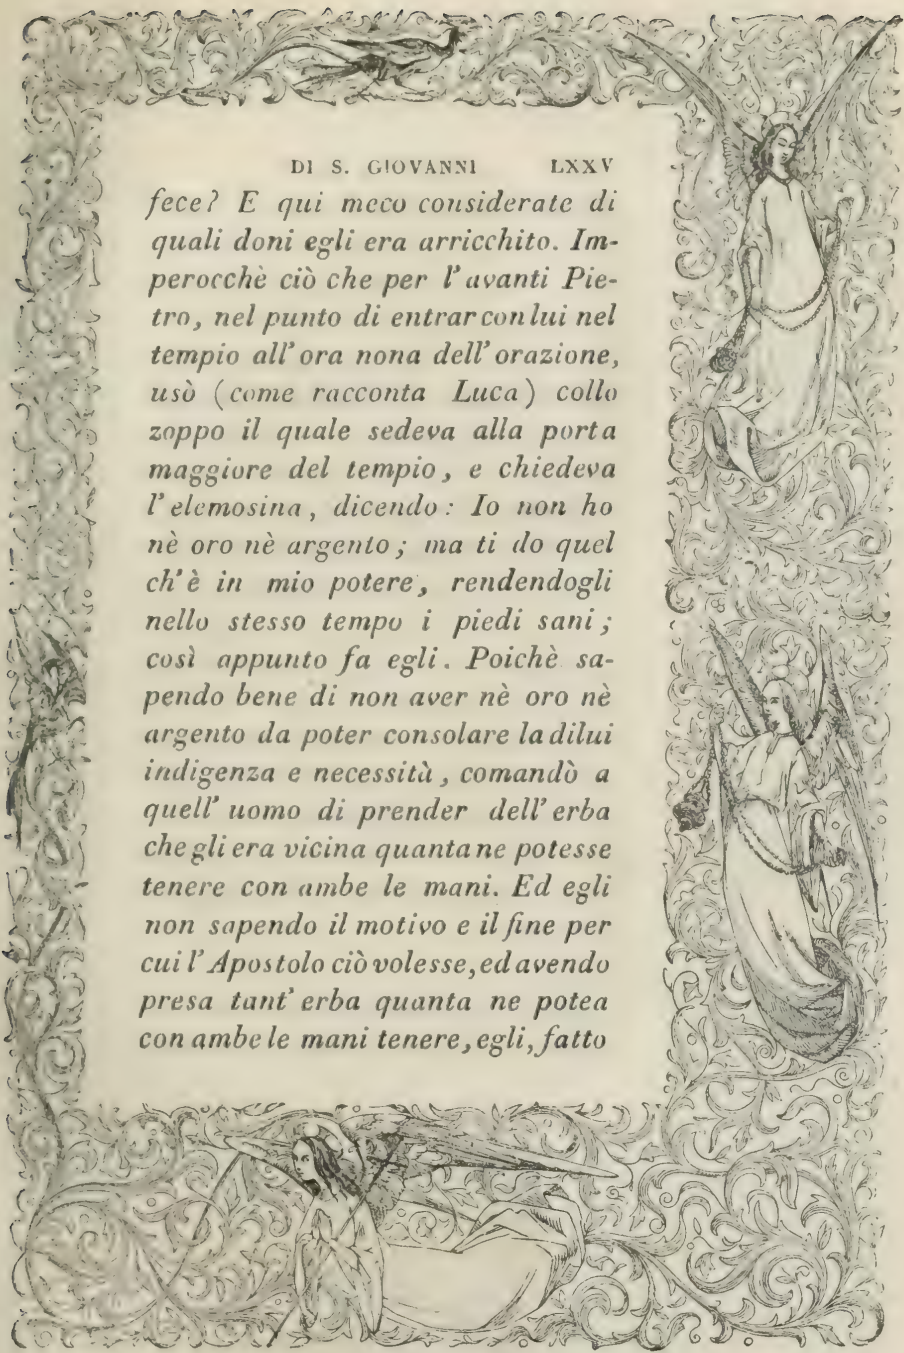 DI S. GIOVANNI LXXV
fece? E qui meco considerate di
quali doni egli era arricchito. Im-
perocchè ciò che per l'avanti Pie-
tro, nel punto di entrar con lui nel
tempio all'ora nona dell'orazione,
usò (come racconta Luca) collo
zoppo il quale sedeva alla porta
maggiore del tempio, e chiedeva
l'elemosina, dicendo: Io non ho
nè oro nè argento; ma ti do quel
ch'è in mio potere, rendendogli
nello stesso tempo i piedi sani;
così appunto fa egli. Poichè sa-
pendo bene di non aver nè oro nè
argento da poter consolare la dilui
indigenza e necessità, comandò a
quell'uomo di prender dell'erba
che gli era vicina quanta ne potesse
tenere con ambe le mani. Ed egli
non sapendo il motivo e il fine per
cui l'Apostolo ciò volesse, ed avendo
presa tant'erba quanta ne potea
con ambe le mani tenere, egli, fatto